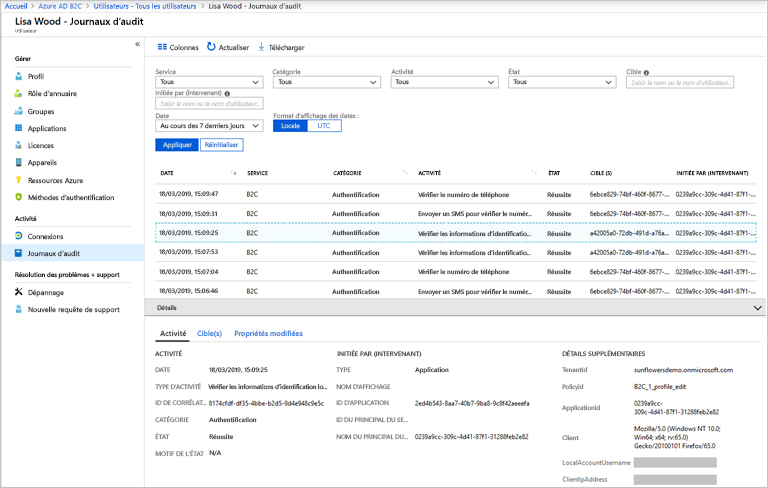 Accueil > Azure AD B2C > Utilisateurs - Tous les utilisateurs > Lisa Wood - Journaux d'audit
Lisa Wood - Journaux d'audit
Utilisateur
«
Gérer
Profil
Rôle d'annuaire
Groupes
Applications
Licences
Appareils
Ressources Azure
Méthodes d'authentification
Activité
Connexions
Journaux d'audit
Résolution des problèmes + support
Dépannage
Nouvelle requête de support
Colonnes Actualiser Télécharger
Service Catégorie Activité État Cible
Tous Tous Tous Tous Saisir le nom ou le nom d'utilisateur...
Initiée par (intervenant)
Saisir le nom ou le nom d'utilisateur...
Date Format d'affichage des dates :
Au cours des 7 derniers jours Locale UTC
Appliquer Réinitialiser
DATE SERVICE CATÉGORIE ACTIVITÉ ÉTAT CIBLE (S) INITIÉE PAR (INTERVENANT)
18/03/2019, 15:09:47 B2C Authentification Vérifier le numéro de téléphone Réussite 6ebce829-74bf-460f-8677-... 0239a9cc-309c-4d41-87f1-...
18/03/2019, 15:09:31 B2C Authentification Envoyer un SMS pour vérifier le numér... Réussite 6ebce829-74bf-460f-8677-... 0239a9cc-309c-4d41-87f1-...
18/03/2019, 15:09:25 B2C Authentification Vérifier les informations d'identificatio... Réussite a42005a0-72db-491d-a76a... 0239a9cc-309c-4d41-87f1-...
18/03/2019, 15:07:53 B2C Authentification Vérifier les informations d'identificatio... Réussite a42005a0-72db-491d-a76a... 0239a9cc-309c-4d41-87f1-...
18/03/2019, 15:07:04 B2C Authentification Vérifier le numéro de téléphone Réussite 6ebce829-74bf-460f-8677-... 0239a9cc-309c-4d41-87f1-...
18/03/2019, 15:06:46 B2C Authentification Envoyer un SMS pour vérifier le numér... Réussite 6ebce829-74bf-460f-8677-... 0239a9cc-309c-4d41-87f1-...
Détails
Activité Cible(s) Propriétés modifiées
ACTIVITÉ
DATE 18/03/2019, 15:09:25
TYPE D'ACTIVITÉ Vérifier les informations d'identification lo...
ID DE CORRÉLAT... 8174cfdf-df35-4bbe-b2d5-9d4e948c9e5c
CATÉGORIE Authentification
ÉTAT Réussite
MOTIF DE L'ÉTAT N/A
INITIÉE PAR (INTERVENANT)
TYPE Application
NOM D'AFFICHAGE
ID D'APPLICATION 2ed4b543-8aa7-40b7-9ba8-9c8f42aeeefa
ID DU PRINCIPAL DU SE...
NOM DU PRINCIPAL DU... 0239a9cc-309c-4d41-87f1-31288feb2e82
DÉTAILS SUPPLÉMENTAIRES
TenantId sunflowersdemo.onmicrosoft.com
PolicyId B2C_1_profile_edit
ApplicationId 0239a9cc-
309c-4d41-87f1-31288feb2e82
Client Mozilla/5.0 (Windows NT 10.0;
Win64; x64; rv:65.0)
Gecko/20100101 Firefox/65.0
LocalAccountUsername
ClientIpAddress